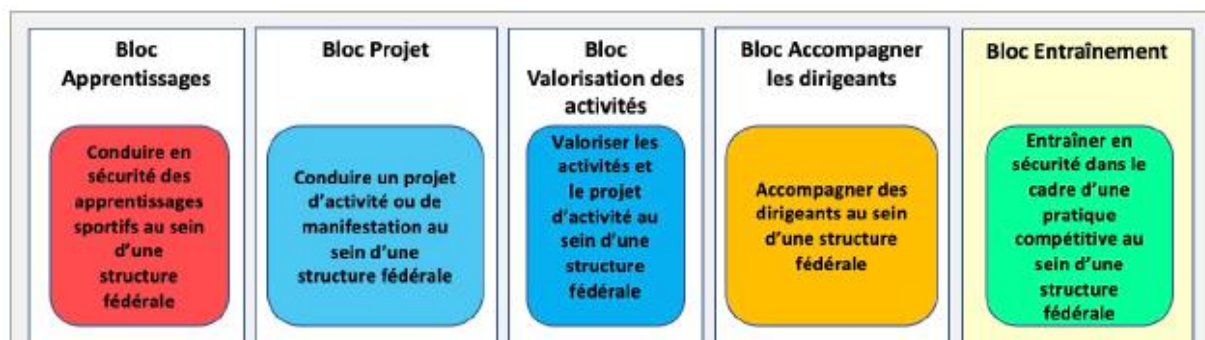 Bloc
Apprentissages
Conduire en
sécurité des
apprentissages
sportifs au sein
d'une
structure
fédérale
Bloc Projet
Conduire un projet
d'activité ou de
manifestation au
sein d'une
structure fédérale
Bloc
Valorisation des
activités
Valoriser les
activités et
le projet
d'activité au
sein d'une
structure
fédérale
Bloc Accompagner
les dirigeants
Accompagner des
dirigeants au sein
d'une structure
fédérale
Bloc Entraînement
Entraîner en
sécurité dans le
cadre d'une
pratique
compétitive au
sein d'une
structure
fédérale